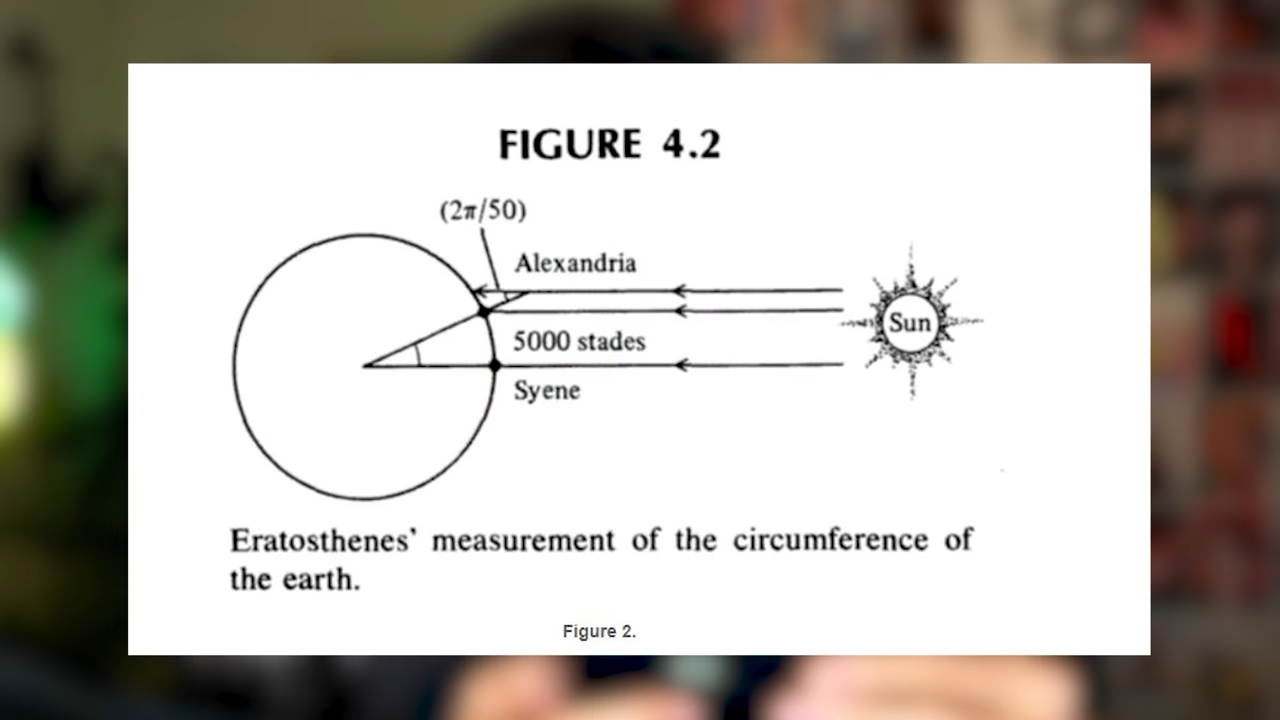 FIGURE 4.2
(2π/50)
Alexandria
Sun
5000 stades
Syene
Eratosthenes' measurement of the circumference of
the earth.
Figure 2.